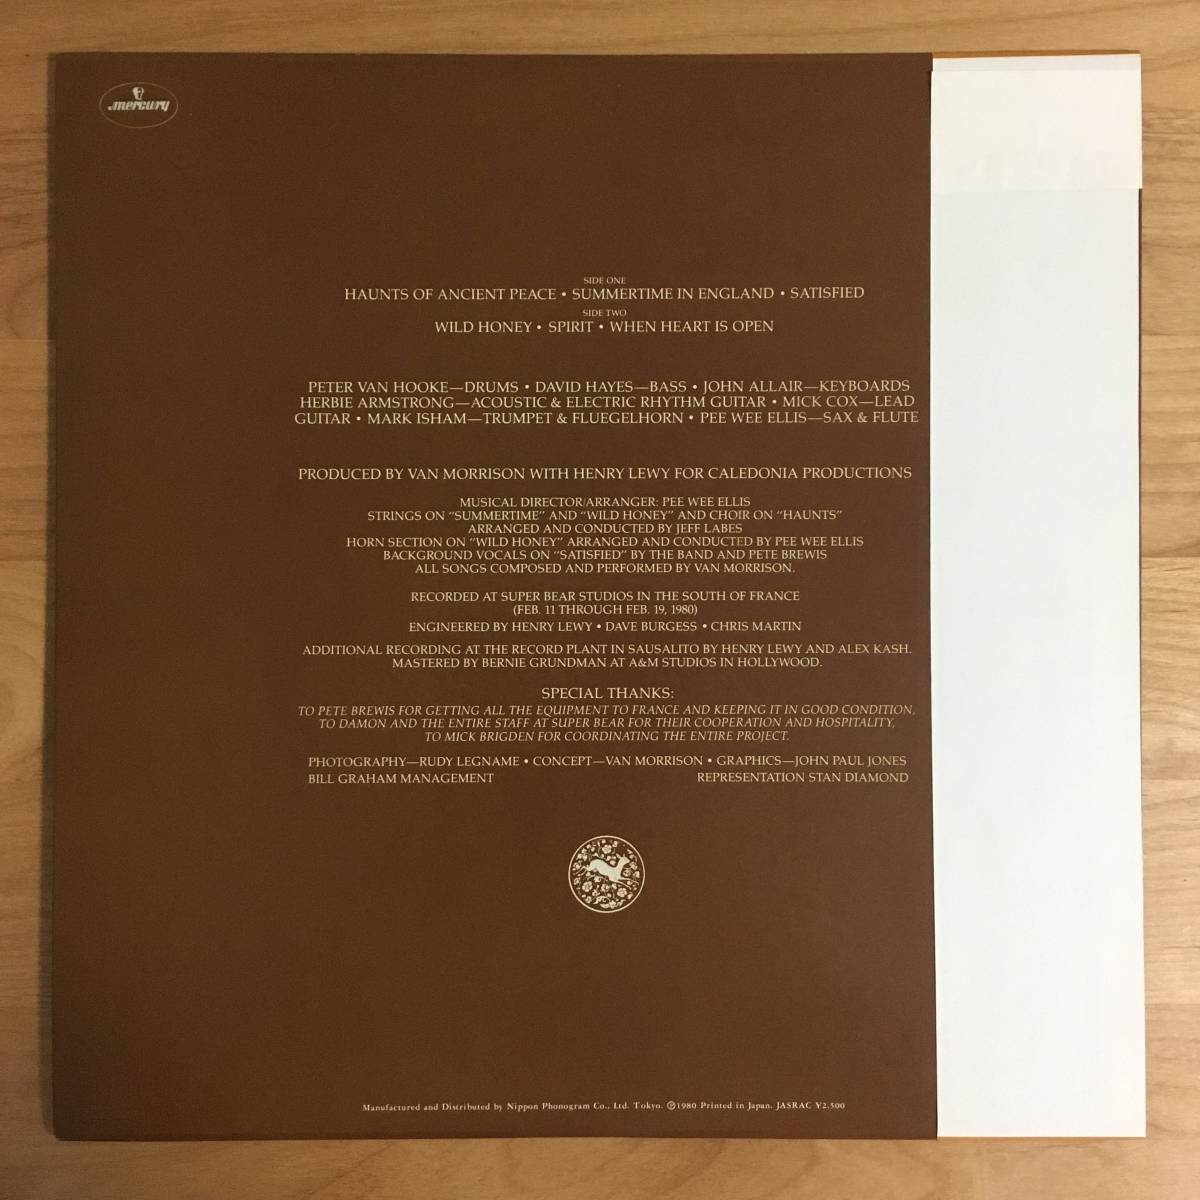 mercury
SIDE ONE
HAUNTS OF ANCIENT PEACE • SUMMERTIME IN ENGLAND • SATISFIED
SIDE TWO
WILD HONEY • SPIRIT • WHEN HEART IS OPEN
PETER VAN HOOKE—DRUMS • DAVID HAYES—BASS • JOHN ALLAIR—KEYBOARDS
HERBIE ARMSTRONG—ACOUSTIC & ELECTRIC RHYTHM GUITAR • MICK COX—LEAD
GUITAR • MARK ISHAM—TRUMPET & FLUEGELHORN • PEE WEE ELLIS—SAX & FLUTE
PRODUCED BY VAN MORRISON WITH HENRY LEWY FOR CALEDONIA PRODUCTIONS
MUSICAL DIRECTOR/ARRANGER: PEE WEE ELLIS
STRINGS ON "SUMMERTIME" AND "WILD HONEY" AND CHOIR ON "HAUNTS"
ARRANGED AND CONDUCTED BY JEFF LABES
HORN SECTION ON "WILD HONEY" ARRANGED AND CONDUCTED BY PEE WEE ELLIS
BACKGROUND VOCALS ON "SATISFIED" BY THE BAND AND PETE BREWIS
ALL SONGS COMPOSED AND PERFORMED BY VAN MORRISON.
RECORDED AT SUPER BEAR STUDIOS IN THE SOUTH OF FRANCE
(FEB. 11 THROUGH FEB. 19, 1980)
ENGINEERED BY HENRY LEWY • DAVE BURGESS • CHRIS MARTIN
ADDITIONAL RECORDING AT THE RECORD PLANT IN SAUSALITO BY HENRY LEWY AND ALEX KASH.
MASTERED BY BERNIE GRUNDMAN AT A&M STUDIOS IN HOLLYWOOD.
SPECIAL THANKS:
TO PETE BREWIS FOR GETTING ALL THE EQUIPMENT TO FRANCE AND KEEPING IT IN GOOD CONDITION,
TO DAMON AND THE ENTIRE STAFF AT SUPER BEAR FOR THEIR COOPERATION AND HOSPITALITY,
TO MICK BRIGDEN FOR COORDINATING THE ENTIRE PROJECT.
PHOTOGRAPHY—RUDY LEGNAME • CONCEPT—VAN MORRISON • GRAPHICS—JOHN PAUL JONES
BILL GRAHAM MANAGEMENT REPRESENTATION STAN DIAMOND
Manufactured and Distributed by Nippon Phonogram Co., Ltd. Tokyo. ℗1980 Printed in Japan. JASRAC ¥2.500